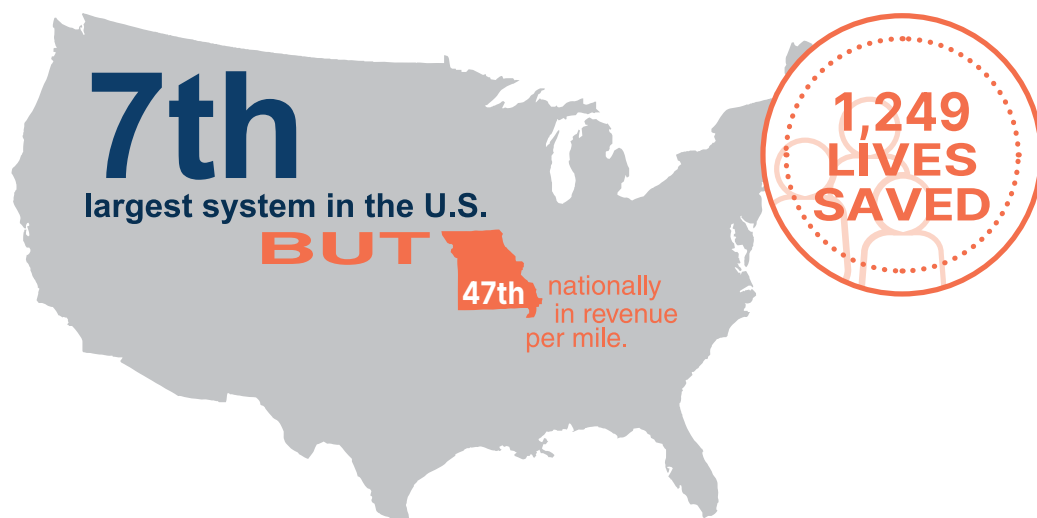 7th
largest system in the U.S.
BUT
47th
nationally
in revenue
per mile.
1,249
LIVES
SAVED